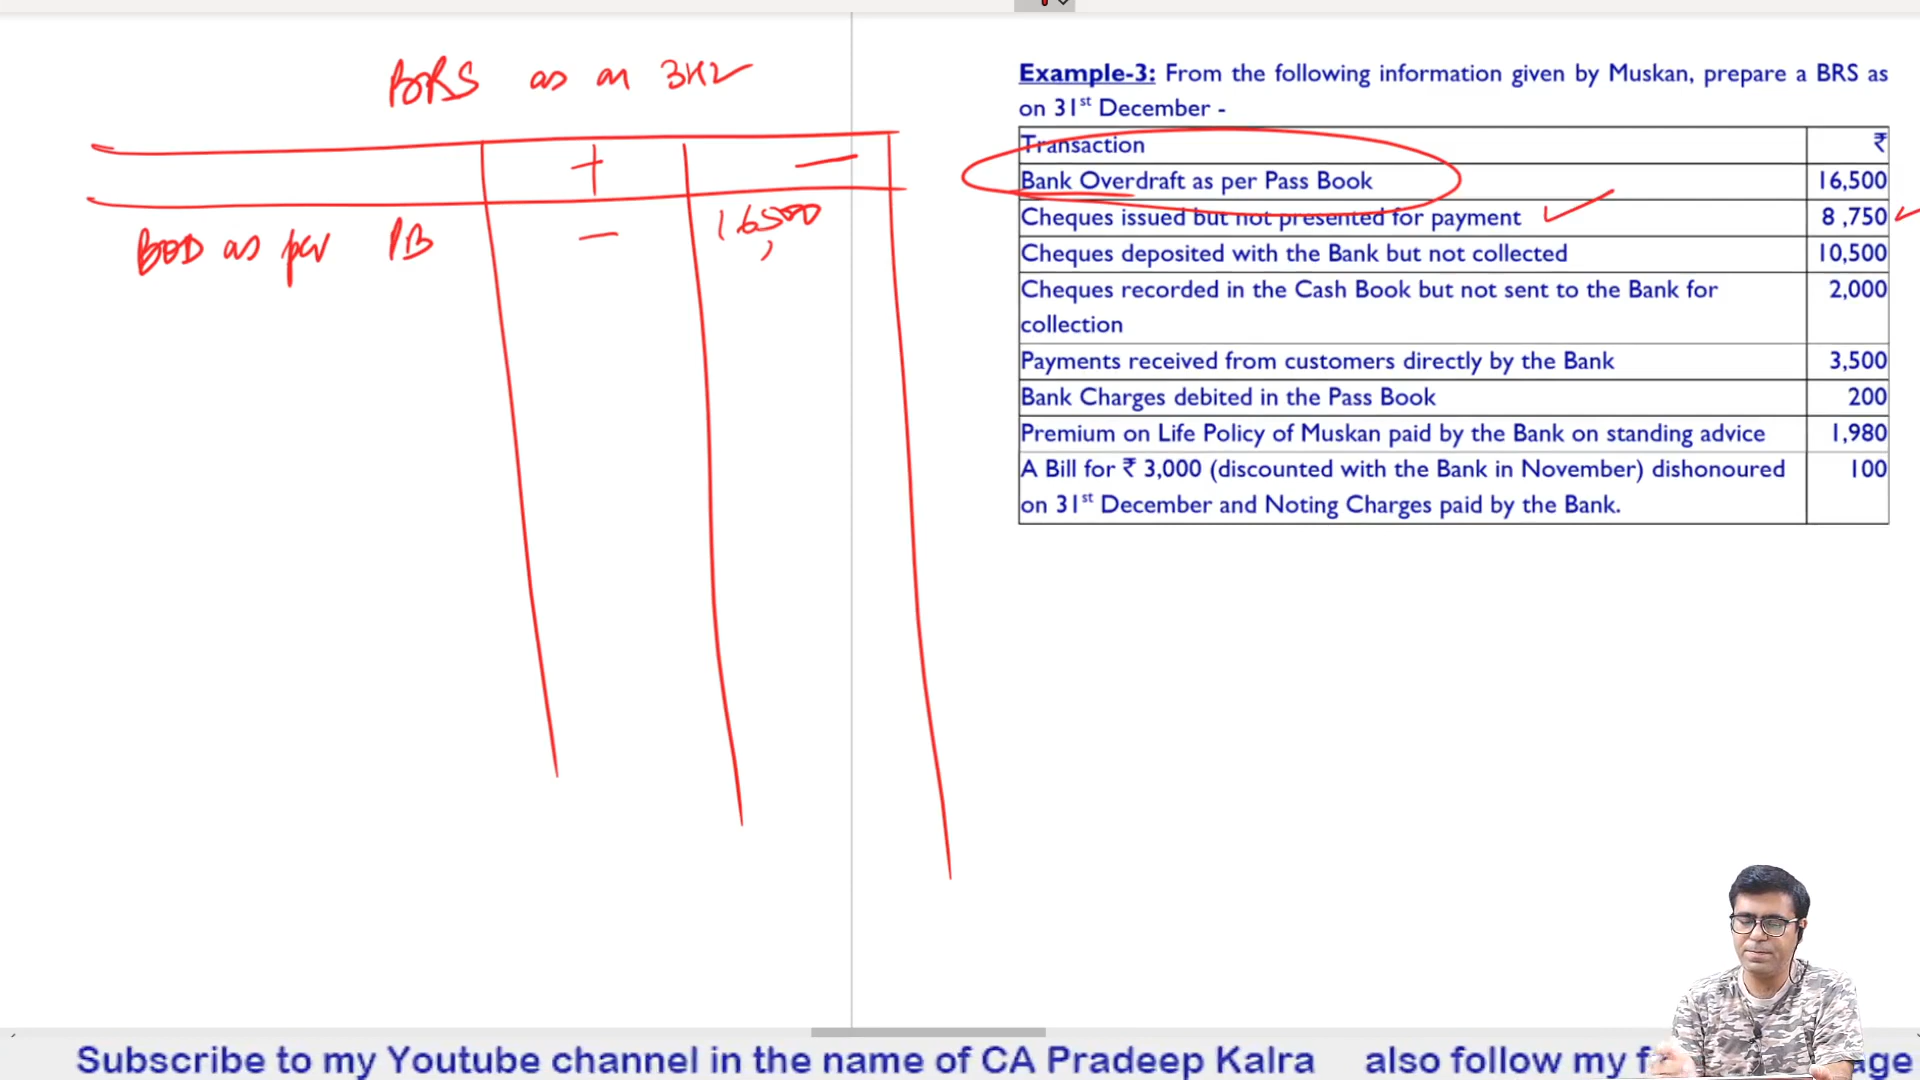 BRS as on 31/12
+ —
BOD as per PB — 16,500
Example-3: From the following information given by Muskan, prepare a BRS as
on 31st December -
Transaction ₹
Bank Overdraft as per Pass Book 16,500
Cheques issued but not presented for payment 8,750
Cheques deposited with the Bank but not collected 10,500
Cheques recorded in the Cash Book but not sent to the Bank for 2,000
collection
Payments received from customers directly by the Bank 3,500
Bank Charges debited in the Pass Book 200
Premium on Life Policy of Muskan paid by the Bank on standing advice 1,980
A Bill for ₹ 3,000 (discounted with the Bank in November) dishonoured 100
on 31st December and Noting Charges paid by the Bank.
Subscribe to my Youtube channel in the name of CA Pradeep Kalra also follow my